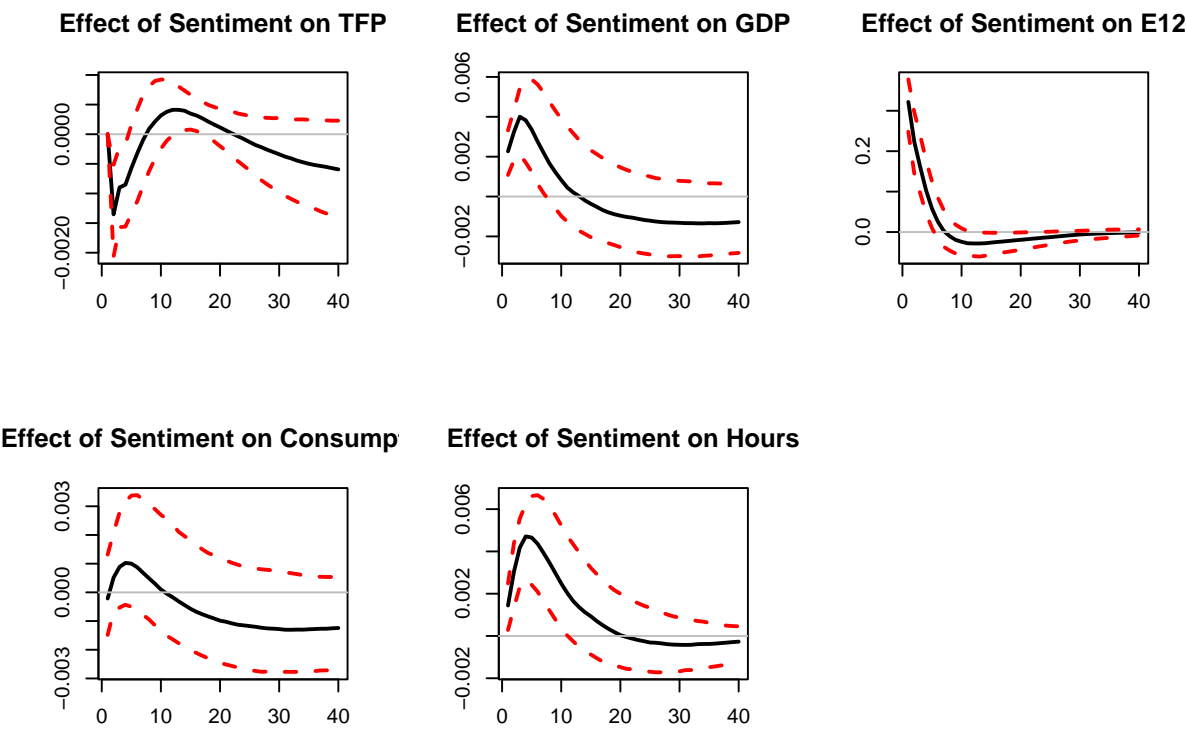 Effect of Sentiment on TFP
0.0000
−0.0020
0 10 20 30 40
Effect of Sentiment on GDP
0.006
0.002
−0.002
0 10 20 30 40
Effect of Sentiment on E12
0.2
0.0
0 10 20 30 40
Effect of Sentiment on Consump
0.003
0.000
−0.003
0 10 20 30 40
Effect of Sentiment on Hours
0.006
0.002
−0.002
0 10 20 30 40